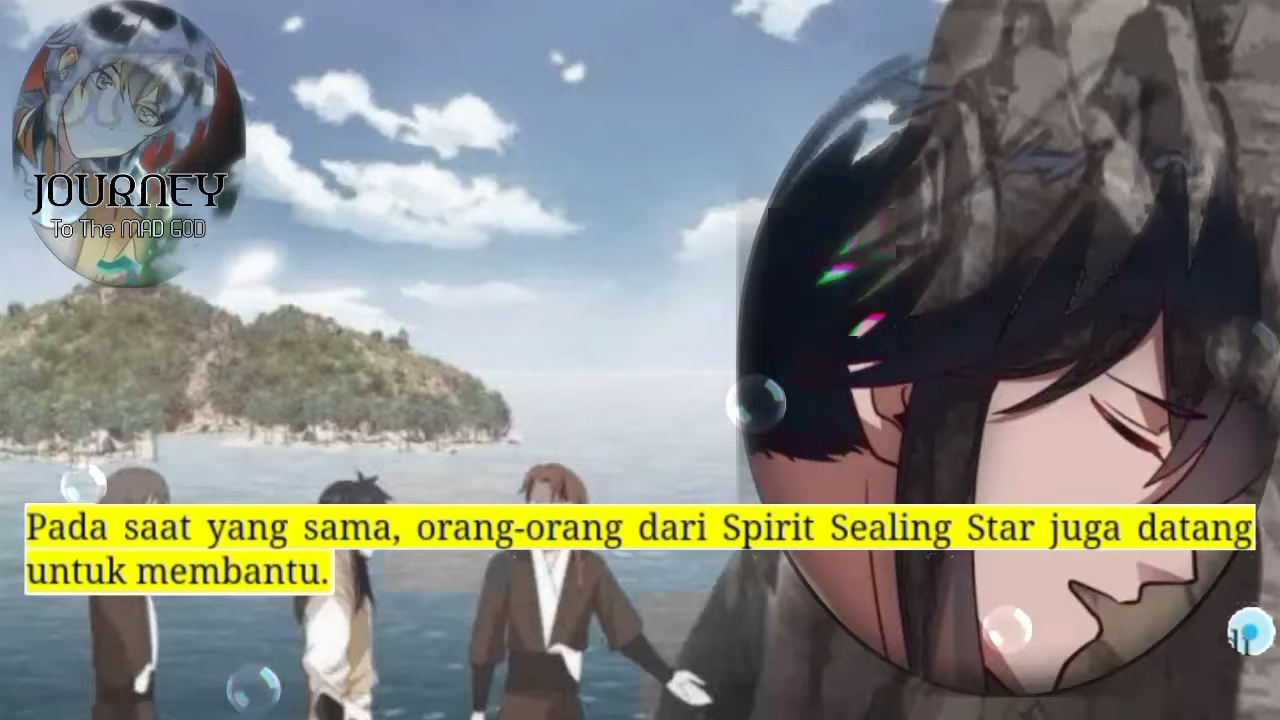 JOURNEY
To The MAD GOD
Pada saat yang sama, orang-orang dari Spirit Sealing Star juga datang
untuk membantu.